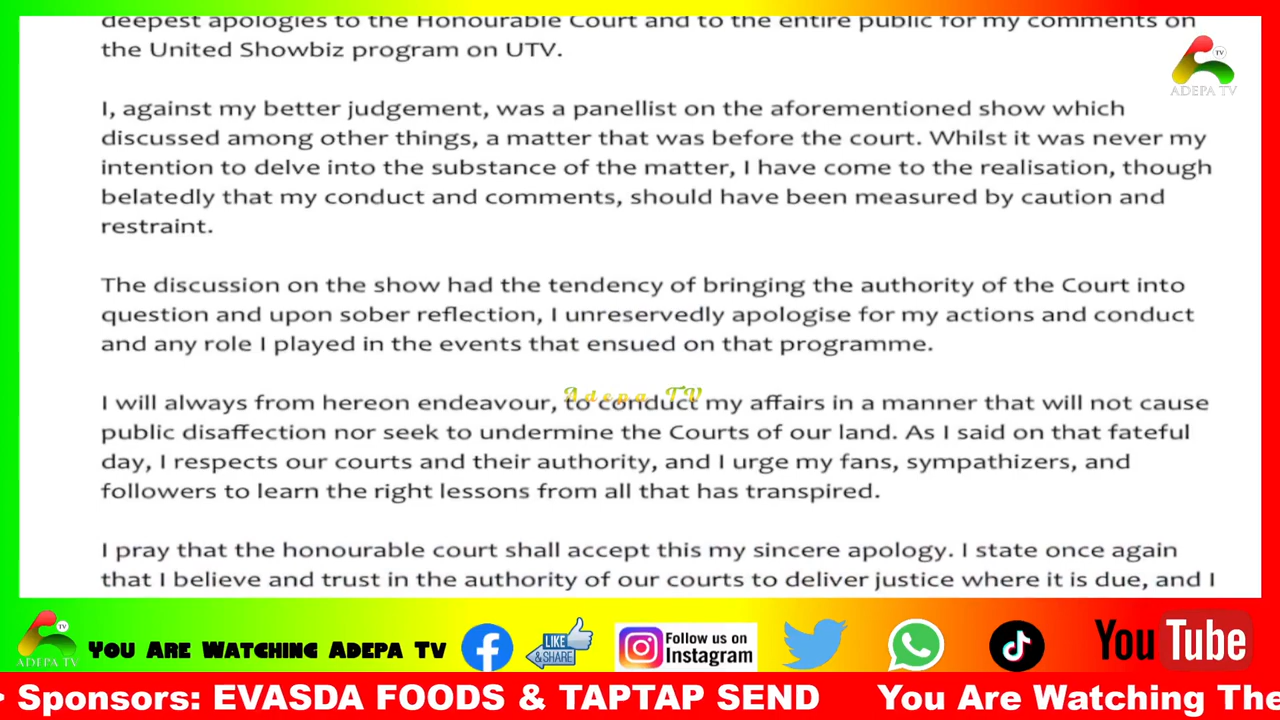 deepest apologies to the Honourable Court and to the entire public for my comments on
the United Showbiz program on UTV.
I, against my better judgement, was a panellist on the aforementioned show which
discussed among other things, a matter that was before the court. Whilst it was never my
intention to delve into the substance of the matter, I have come to the realisation, though
belatedly that my conduct and comments, should have been measured by caution and
restraint.
The discussion on the show had the tendency of bringing the authority of the Court into
question and upon sober reflection, I unreservedly apologise for my actions and conduct
and any role I played in the events that ensued on that programme.
I will always from hereon endeavour, to conduct my affairs in a manner that will not cause
public disaffection nor seek to undermine the Courts of our land. As I said on that fateful
day, I respects our courts and their authority, and I urge my fans, sympathizers, and
followers to learn the right lessons from all that has transpired.
I pray that the honourable court shall accept this my sincere apology. I state once again
that I believe and trust in the authority of our courts to deliver justice where it is due, and I
TV
ADEPA TV
Adepa TV
TV
ADEPA TV
You Are Watching Adepa Tv
LIKE
& SHARE
Follow us on
Instagram
YouTube
> Sponsors: EVASDA FOODS & TAPTAP SEND You Are Watching The